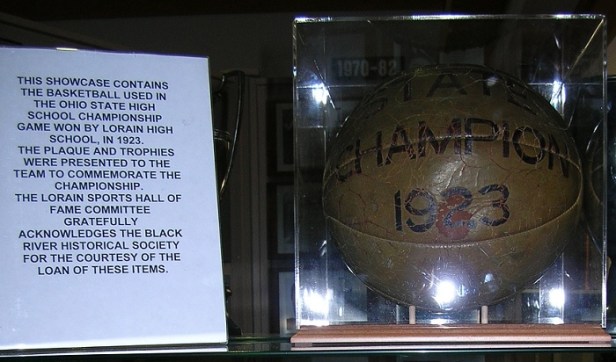 THIS SHOWCASE CONTAINS
THE BASKETBALL USED IN
THE OHIO STATE HIGH
SCHOOL CHAMPIONSHIP
GAME WON BY LORAIN HIGH
SCHOOL, IN 1923.
THE PLAQUE AND TROPHIES
WERE PRESENTED TO THE
TEAM TO COMMEMORATE THE
CHAMPIONSHIP.
THE LORAIN SPORTS HALL OF
FAME COMMITTEE
GRATEFULLY
ACKNOWLEDGES THE BLACK
RIVER HISTORICAL SOCIETY
FOR THE COURTESY OF THE
LOAN OF THESE ITEMS.
1970-82
STATE
CHAMPION
1923